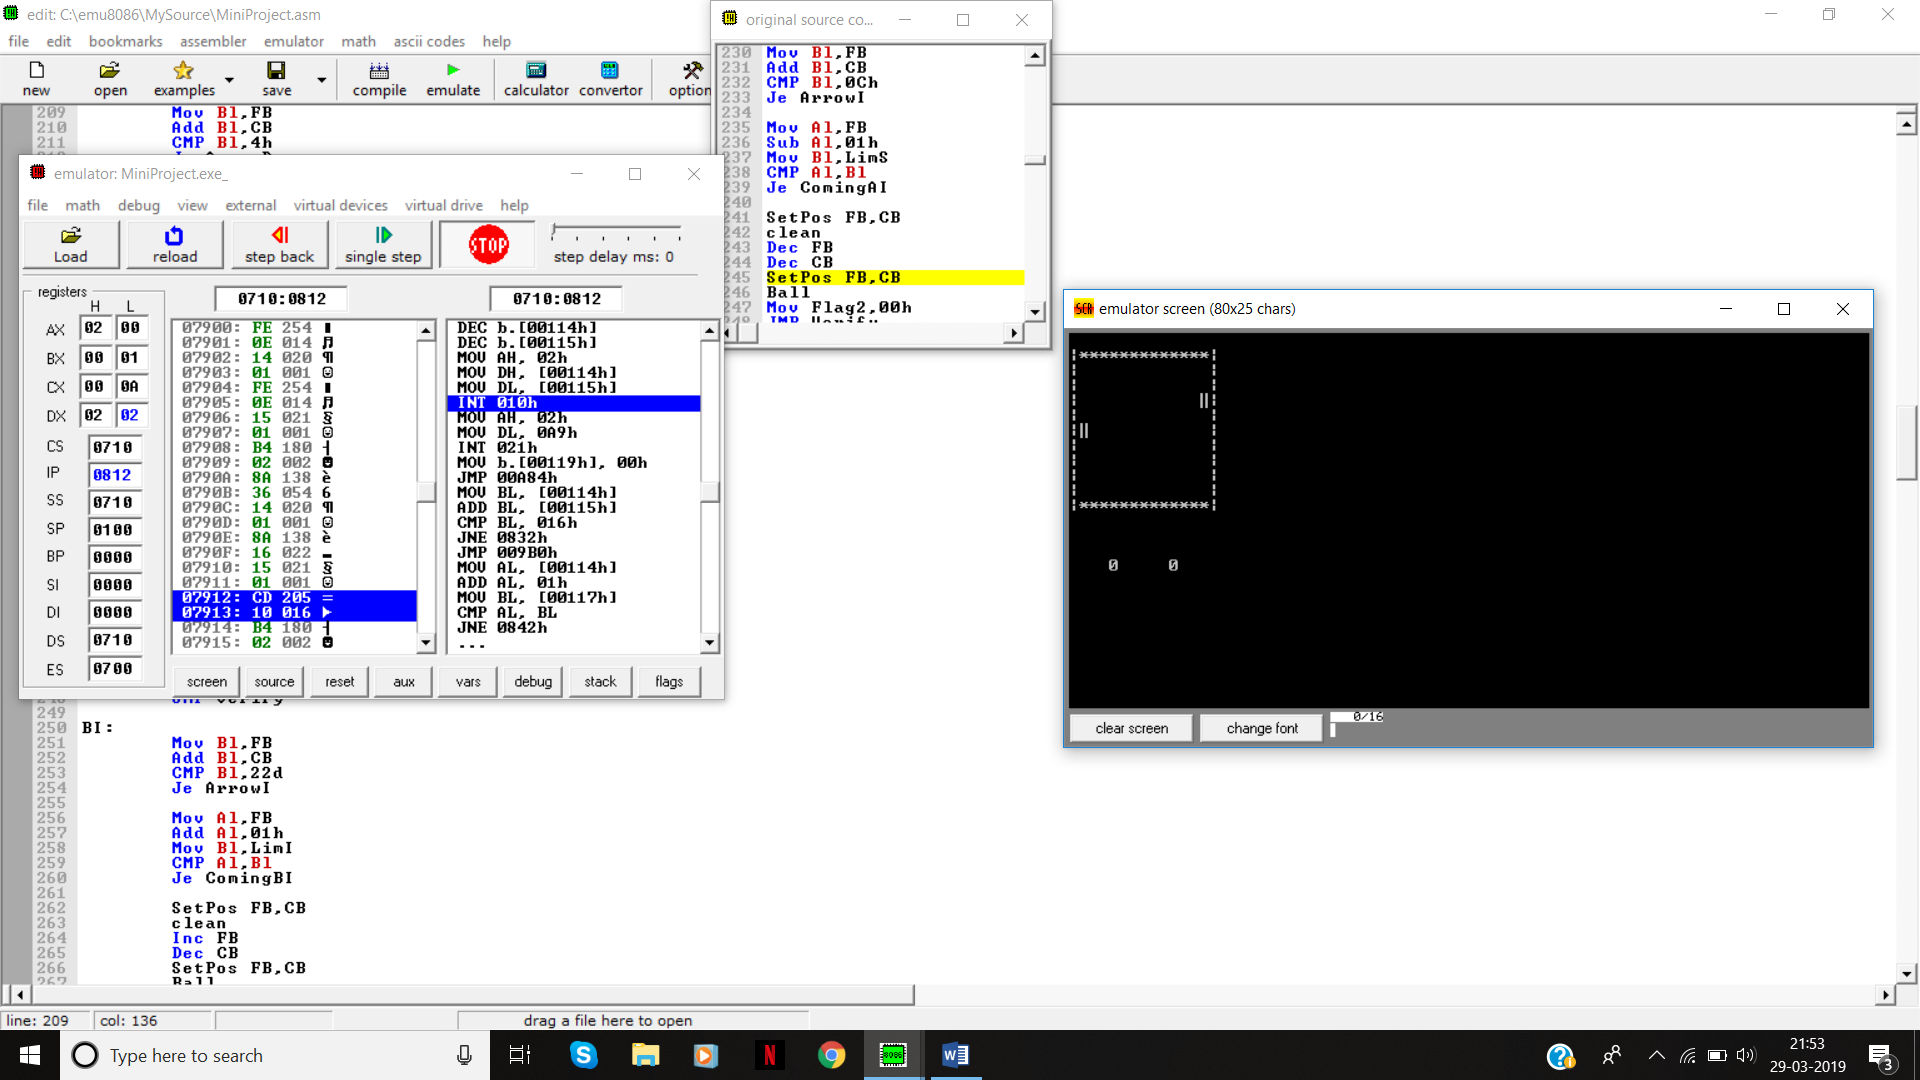 edit: C:\emu8086\MySource\MiniProject.asm
file edit bookmarks assembler emulator math ascii codes help
new open examples save compile emulate calculator convertor option
209 Mov Bl,FB
210 Add Bl,CB
211 CMP Bl,4h
original source co...
230 Mov Bl,FB
231 Add Bl,CB
232 CMP Bl,0Ch
233 Je ArrowI
234
235 Mov Al,FB
236 Sub Al,01h
237 Mov Bl,LimS
238 CMP Al,Bl
239 Je ComingAI
240
241 SetPos FB,CB
242 clean
243 Dec FB
244 Dec CB
245 SetPos FB,CB
246 Ball
247 Mov Flag2,00h
JMP Verify
emulator: MiniProject.exe_
file math debug view external virtual devices virtual drive help
Load reload step back single step STOP step delay ms: 0
registers
H L
AX 02 00
BX 00 01
CX 00 0A
DX 02 02
CS 0710
IP 0812
SS 0710
SP 0100
BP 0000
SI 0000
DI 0000
DS 0710
ES 0700
0710:0812
07900: FE 254
07901: 0E 014 ♬
07902: 14 020 ¶
07903: 01 001 ☺
07904: FE 254
07905: 0E 014 ♬
07906: 15 021 §
07907: 01 001 ☺
07908: B4 180 ┤
07909: 02 002 ☻
0790A: 8A 138 è
0790B: 36 054 6
0790C: 14 020 ¶
0790D: 01 001 ☺
0790E: 8A 138 è
0790F: 16 022 ▬
07910: 15 021 §
07911: 01 001 ☺
07912: CD 205 =
07913: 10 016 ►
07914: B4 180 ┤
07915: 02 002 ☻
0710:0812
DEC b.[00114h]
DEC b.[00115h]
MOV AH, 02h
MOV DH, [00114h]
MOV DL, [00115h]
INT 010h
MOV AH, 02h
MOV DL, 0A9h
INT 021h
MOV b.[00119h], 00h
JMP 00A84h
MOV BL, [00114h]
ADD BL, [00115h]
CMP BL, 016h
JNE 0832h
JMP 009B0h
MOV AL, [00114h]
ADD AL, 01h
MOV BL, [00117h]
CMP AL, BL
JNE 0842h
...
screen source reset aux vars debug stack flags
emulator screen (80x25 chars)
|*************|
||
||
|*************|
0 0
clear screen change font 0/16
249
250 BI:
251 Mov Bl,FB
252 Add Bl,CB
253 CMP Bl,22d
254 Je ArrowI
255
256 Mov Al,FB
257 Add Al,01h
258 Mov Bl,LimI
259 CMP Al,Bl
260 Je ComingBI
261
262 SetPos FB,CB
263 clean
264 Inc FB
265 Dec CB
266 SetPos FB,CB
267 Ball
line: 209 col: 136 drag a file here to open
Type here to search
21:53
29-03-2019
3